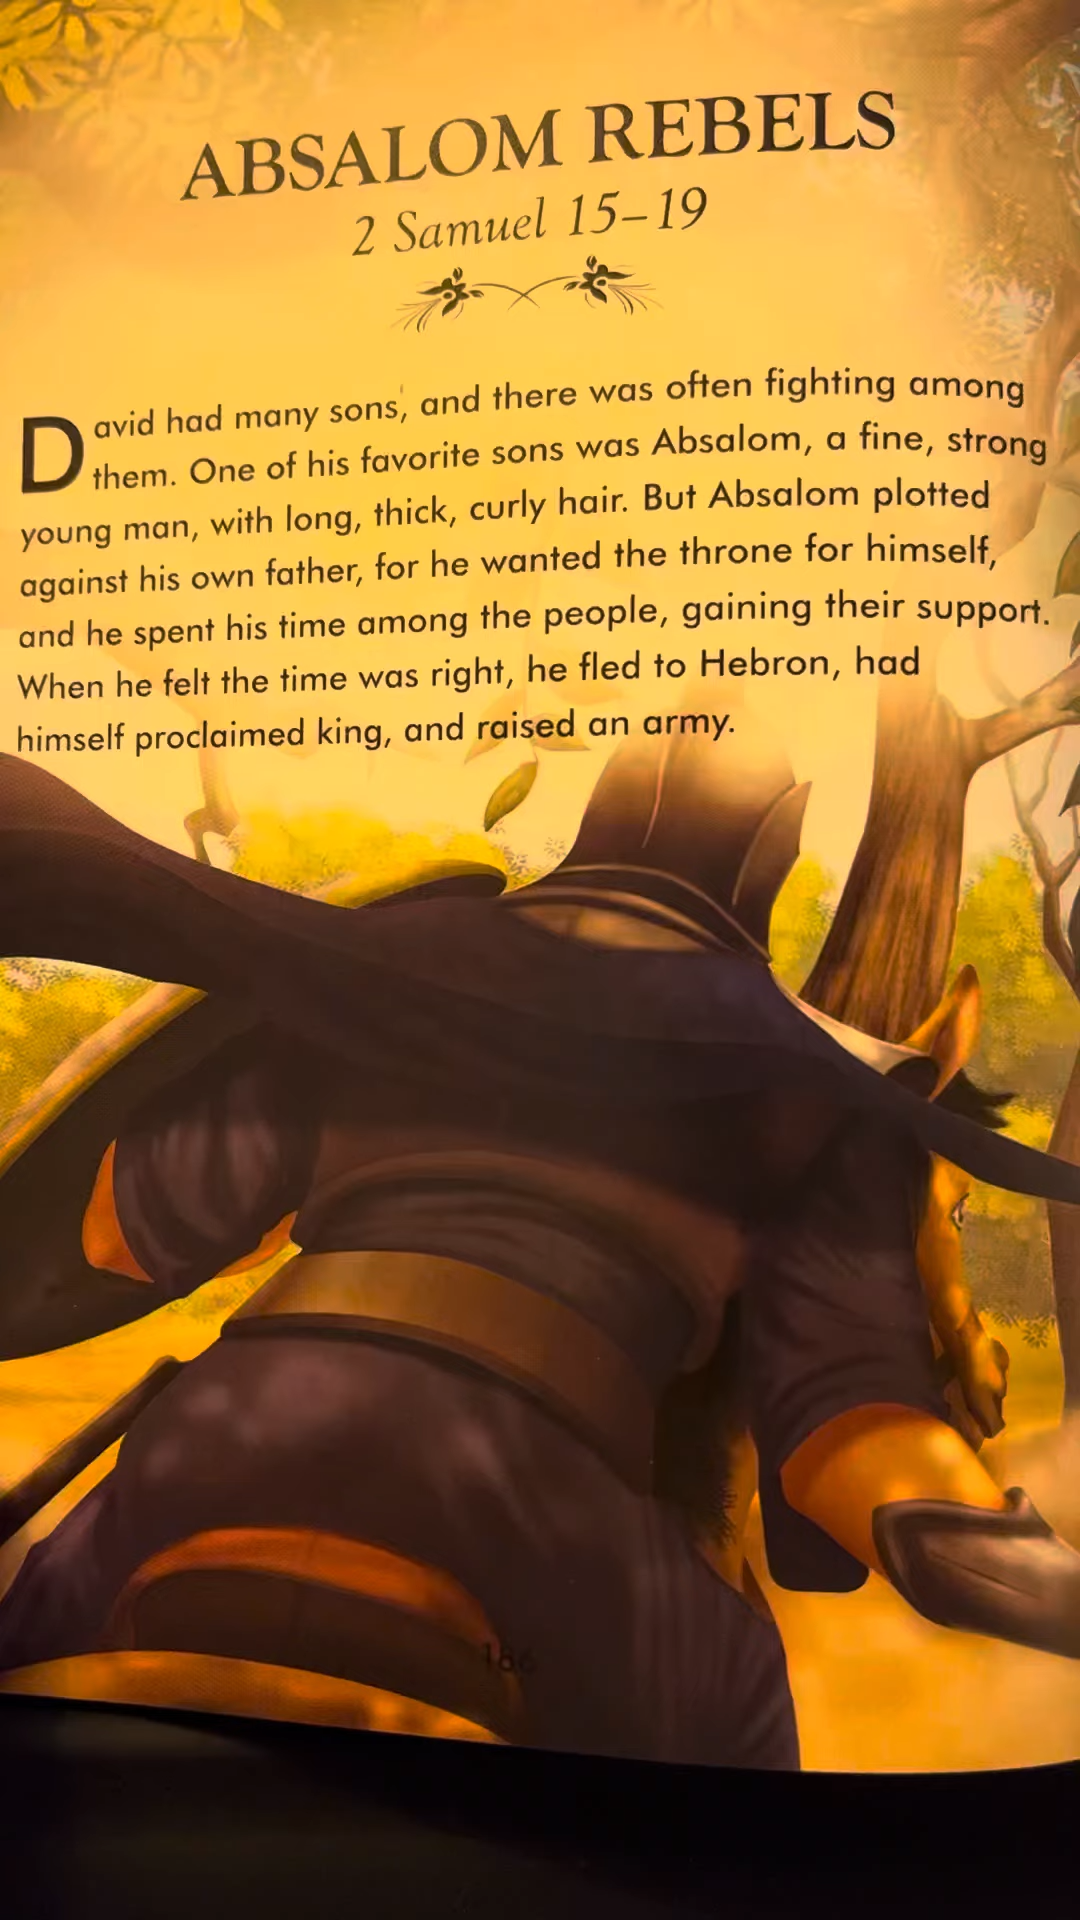 ABSALOM REBELS
2 Samuel 15–19
David had many sons, and there was often fighting among
them. One of his favorite sons was Absalom, a fine, strong
young man, with long, thick, curly hair. But Absalom plotted
against his own father, for he wanted the throne for himself,
and he spent his time among the people, gaining their support.
When he felt the time was right, he fled to Hebron, had
himself proclaimed king, and raised an army.
186